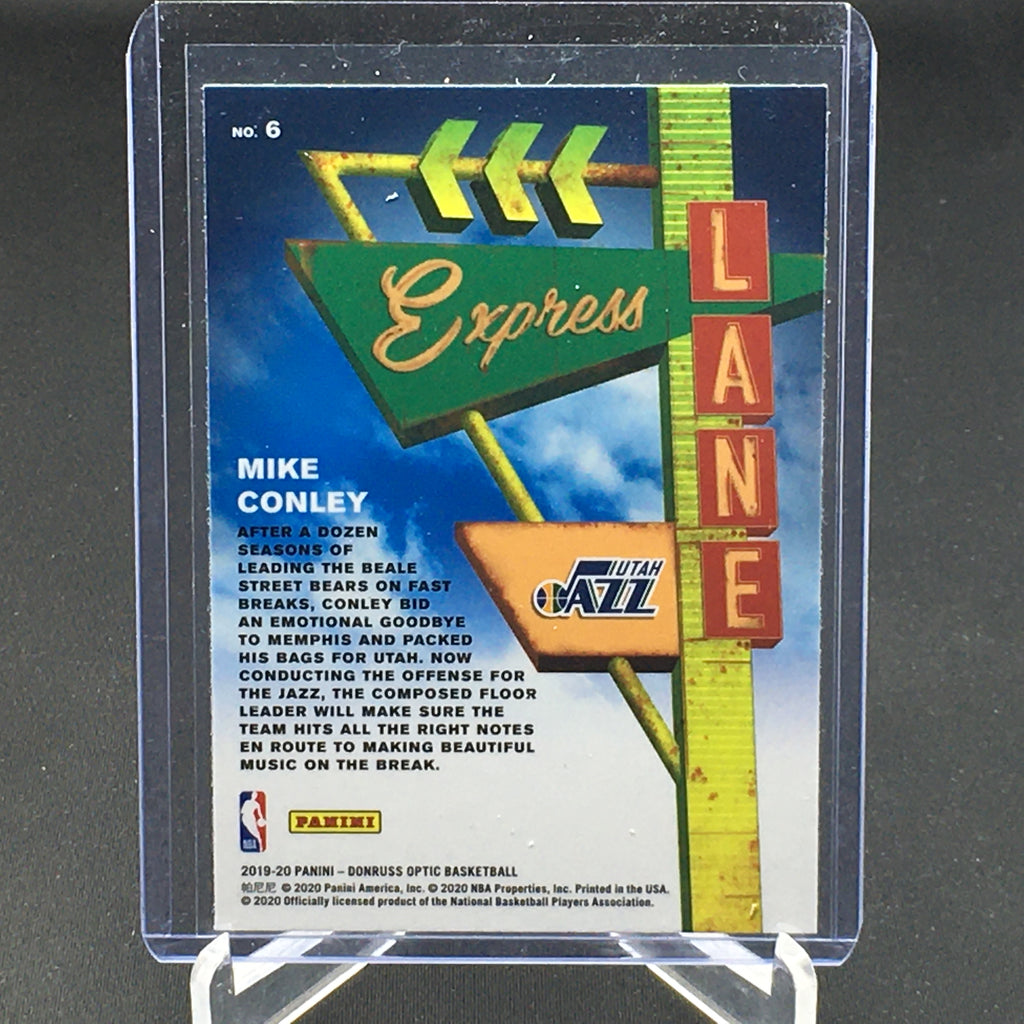 NO. 6
Express
LANE
MIKE
CONLEY
AFTER A DOZEN
SEASONS OF
LEADING THE BEALE
STREET BEARS ON FAST
BREAKS, CONLEY BID
AN EMOTIONAL GOODBYE
TO MEMPHIS AND PACKED
HIS BAGS FOR UTAH. NOW
CONDUCTING THE OFFENSE FOR
THE JAZZ, THE COMPOSED FLOOR
LEADER WILL MAKE SURE THE
TEAM HITS ALL THE RIGHT NOTES
EN ROUTE TO MAKING BEAUTIFUL
MUSIC ON THE BREAK.
UTAH
JAZZ
NBA
PANINI
2019-20 PANINI – DONRUSS OPTIC BASKETBALL
帕尼尼 © 2020 Panini America, Inc. © 2020 NBA Properties, Inc. Printed in the USA.
© 2020 Officially licensed product of the National Basketball Players Association.